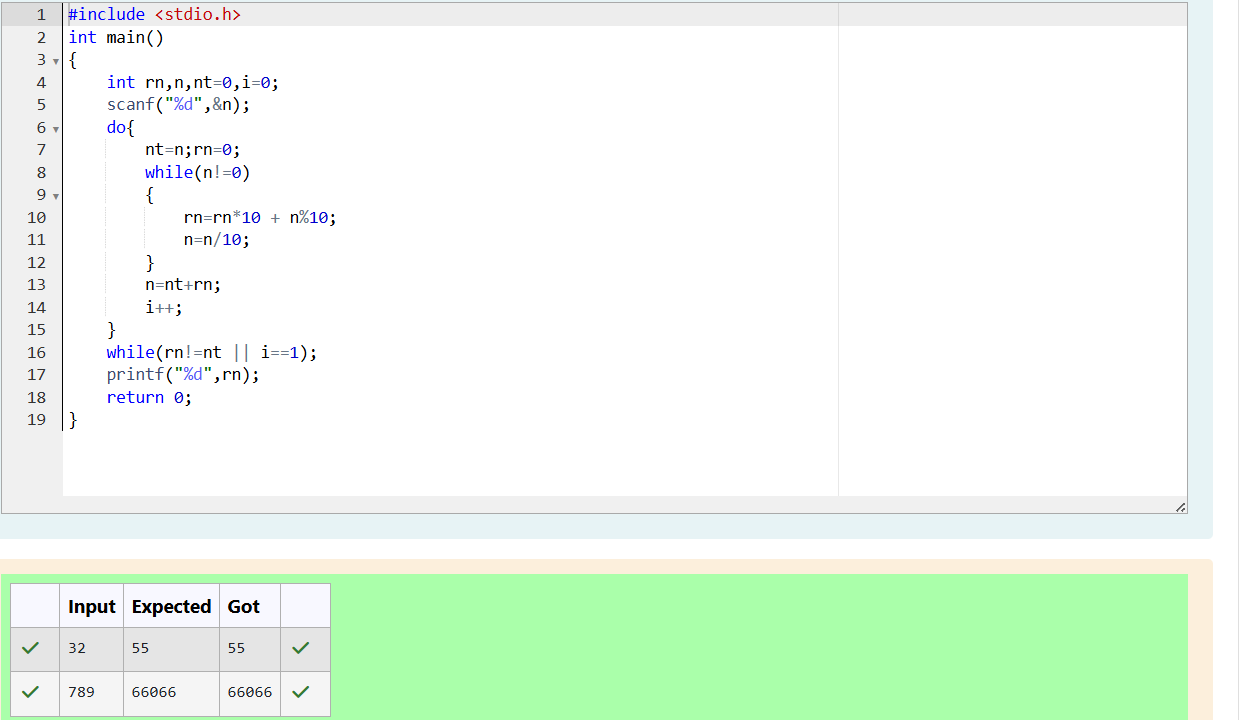 1 #include <stdio.h>
2 int main()
3 {
4 int rn,n,nt=0,i=0;
5 scanf("%d",&n);
6 do{
7 nt=n;rn=0;
8 while(n!=0)
9 {
10 rn=rn*10 + n%10;
11 n=n/10;
12 }
13 n=nt+rn;
14 i++;
15 }
16 while(rn!=nt || i==1);
17 printf("%d",rn);
18 return 0;
19 }
Input Expected Got
32 55 55
789 66066 66066